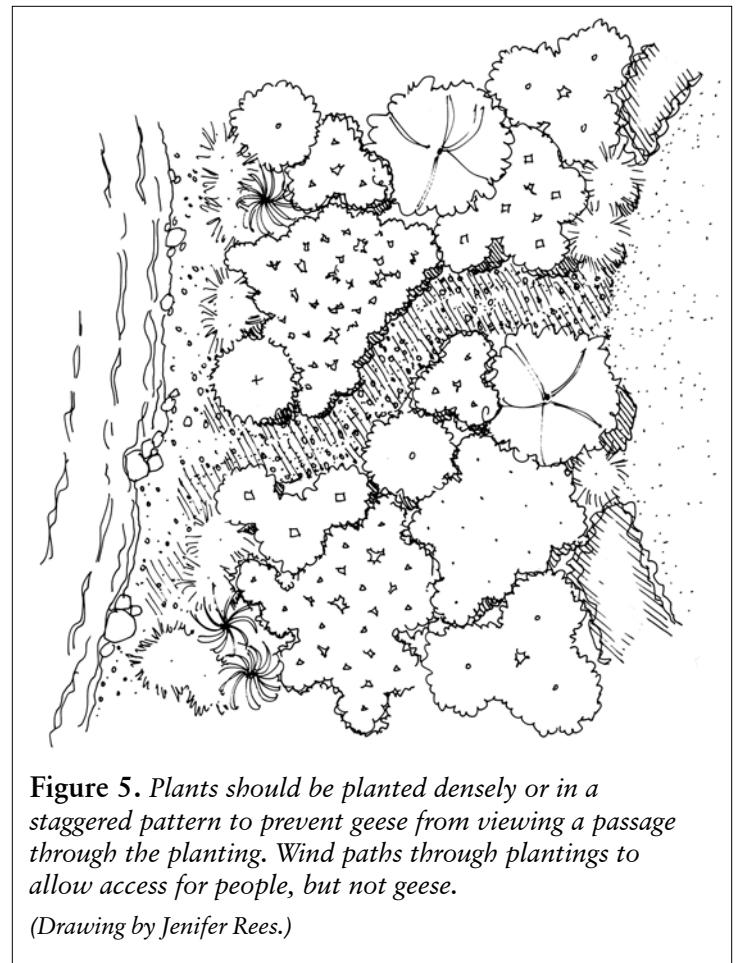 Figure 5. Plants should be planted densely or in a
staggered pattern to prevent geese from viewing a passage
through the planting. Wind paths through plantings to
allow access for people, but not geese.
(Drawing by Jenifer Rees.)